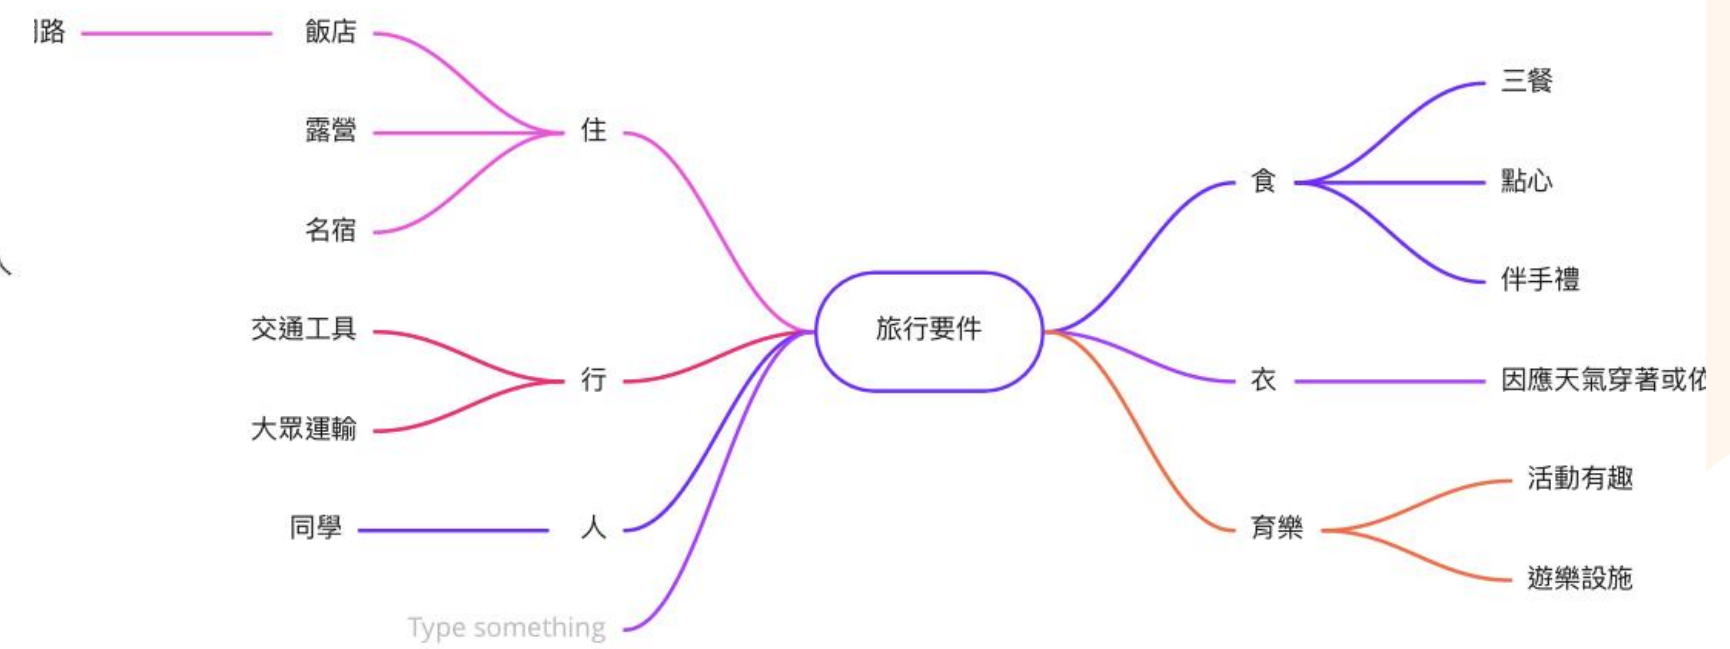 路
飯店
露營
住
名宿
交通工具
行
大眾運輸
同學
人
Type something
旅行要件
三餐
食
點心
伴手禮
衣
因應天氣穿著或
活動有趣
育樂
遊樂設施